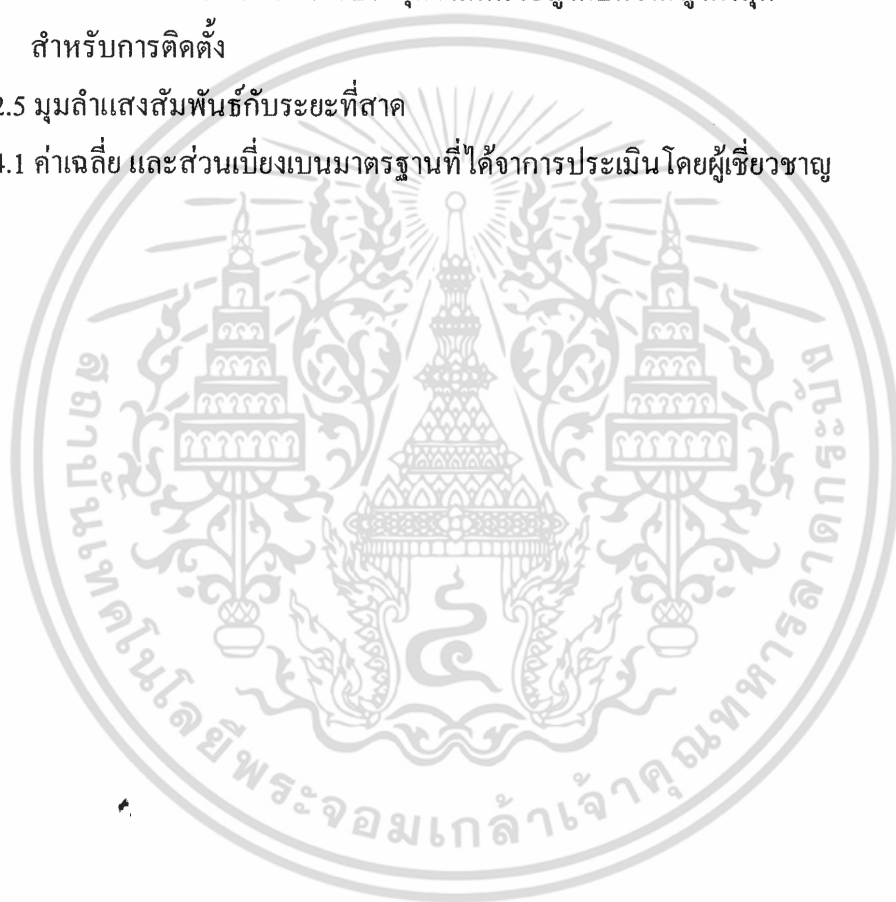 สำหรับการติดตั้ง
2.5 มุมลำแสงสัมพันธ์กับระยะที่สาด
4.1 ค่าเฉลี่ย และส่วนเบี่ยงเบนมาตรฐานที่ได้จากการประเมินโดยผู้เชี่ยวชาญ
สถาบันเทคโนโลยีพระจอมเกล้าเจ้าคุณทหารลาดกระบัง
๔